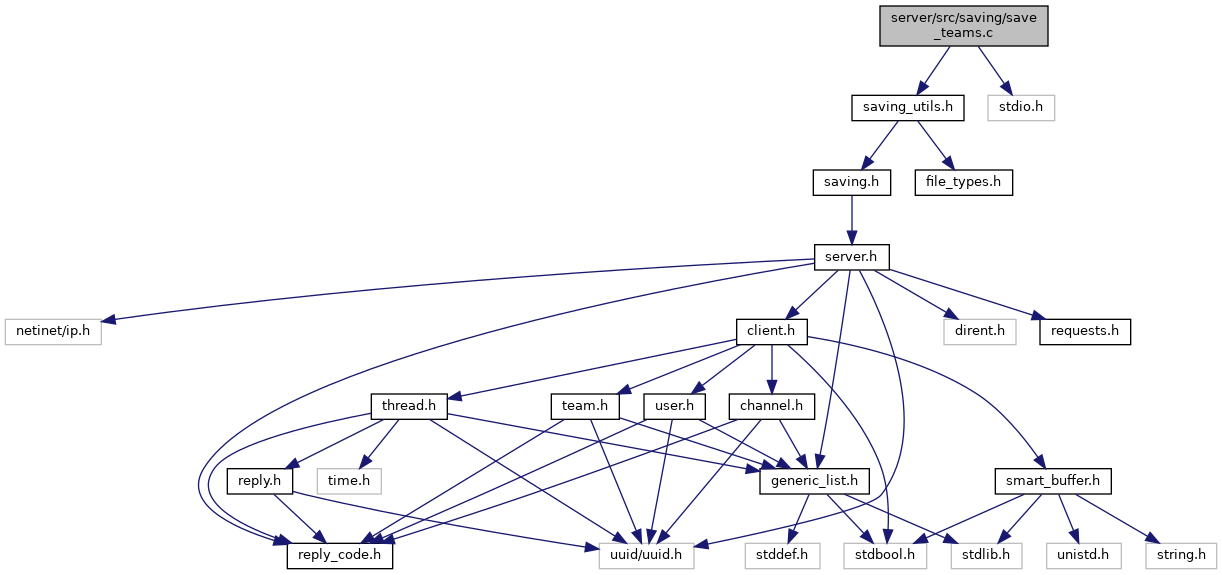 server/src/saving/save
_teams.c
saving_utils.h
stdio.h
saving.h
file_types.h
server.h
netinet/ip.h
client.h
dirent.h
requests.h
thread.h
team.h
user.h
channel.h
reply.h
time.h
generic_list.h
smart_buffer.h
reply_code.h
uuid/uuid.h
stddef.h
stdbool.h
stdlib.h
unistd.h
string.h